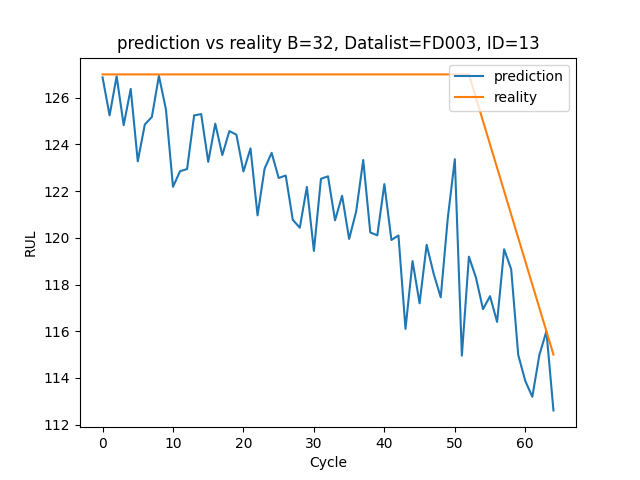 prediction vs reality B=32, Datalist=FD003, ID=13
prediction
reality
126
124
122
120
118
116
114
112
RUL
0 10 20 30 40 50 60
Cycle